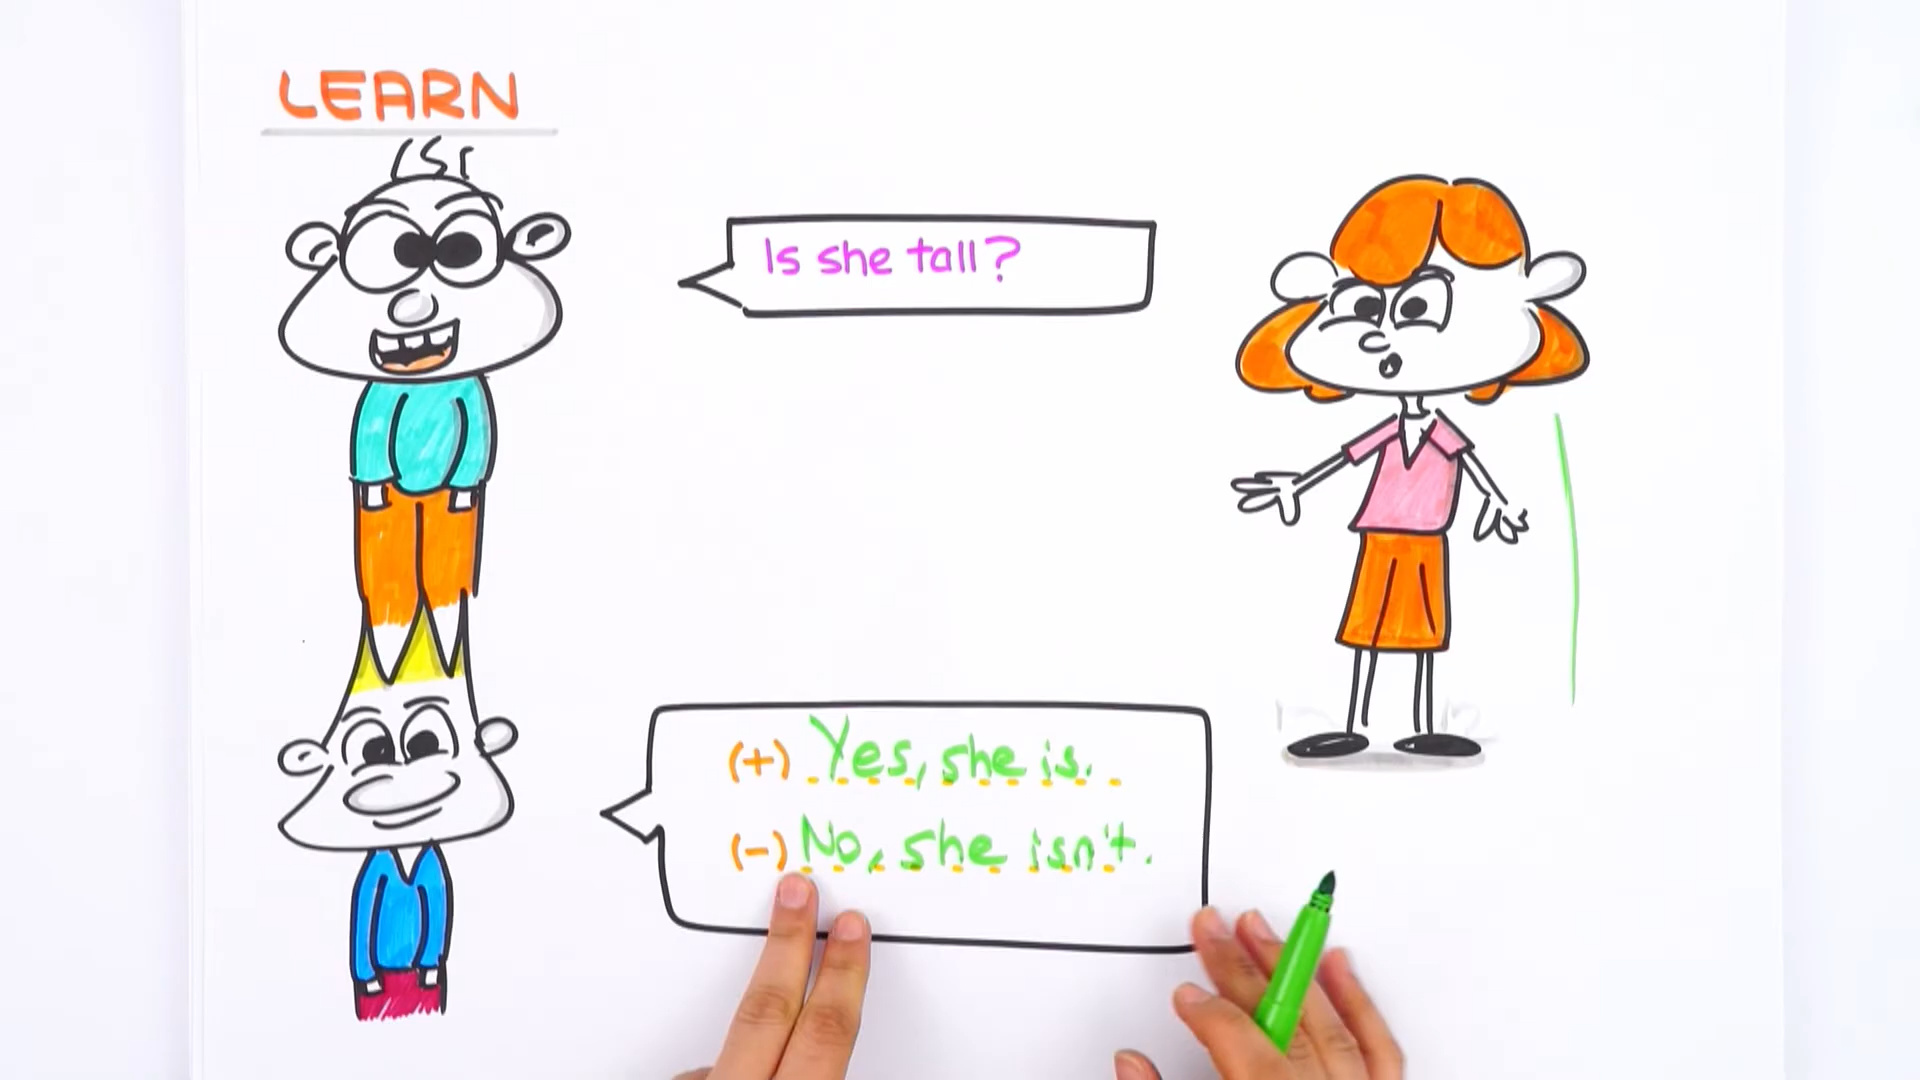 LEARN
Is she tall?
(+) Yes, she is.
(-) No, she isn't.